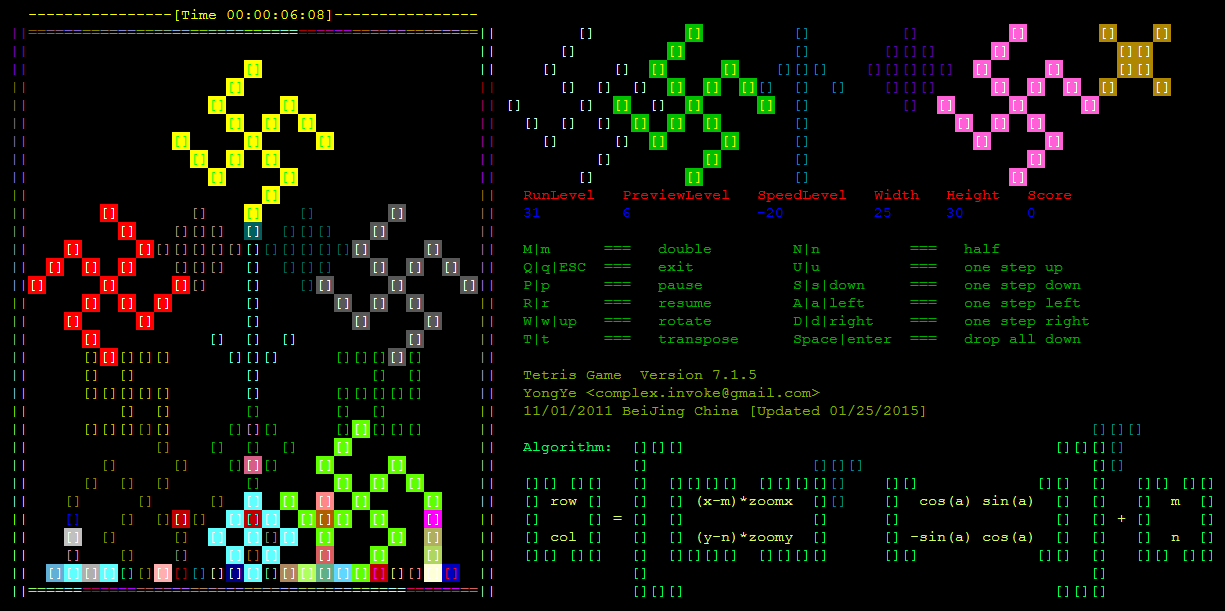 ----------------[Time 00:00:06:08]----------------
RunLevel PreviewLevel SpeedLevel Width Height Score
31 6 -20 25 30 0
M|m === double N|n === half
Q|q|ESC === exit U|u === one step up
P|p === pause S|s|down === one step down
R|r === resume A|a|left === one step left
W|w|up === rotate D|d|right === one step right
T|t === transpose Space|enter === drop all down
Tetris Game Version 7.1.5
YongYe <complex.invoke@gmail.com>
11/01/2011 BeiJing China [Updated 01/25/2015]
Algorithm:
row (x-m)*zoomx cos(a) sin(a) m
= +
col (y-n)*zoomy -sin(a) cos(a) n